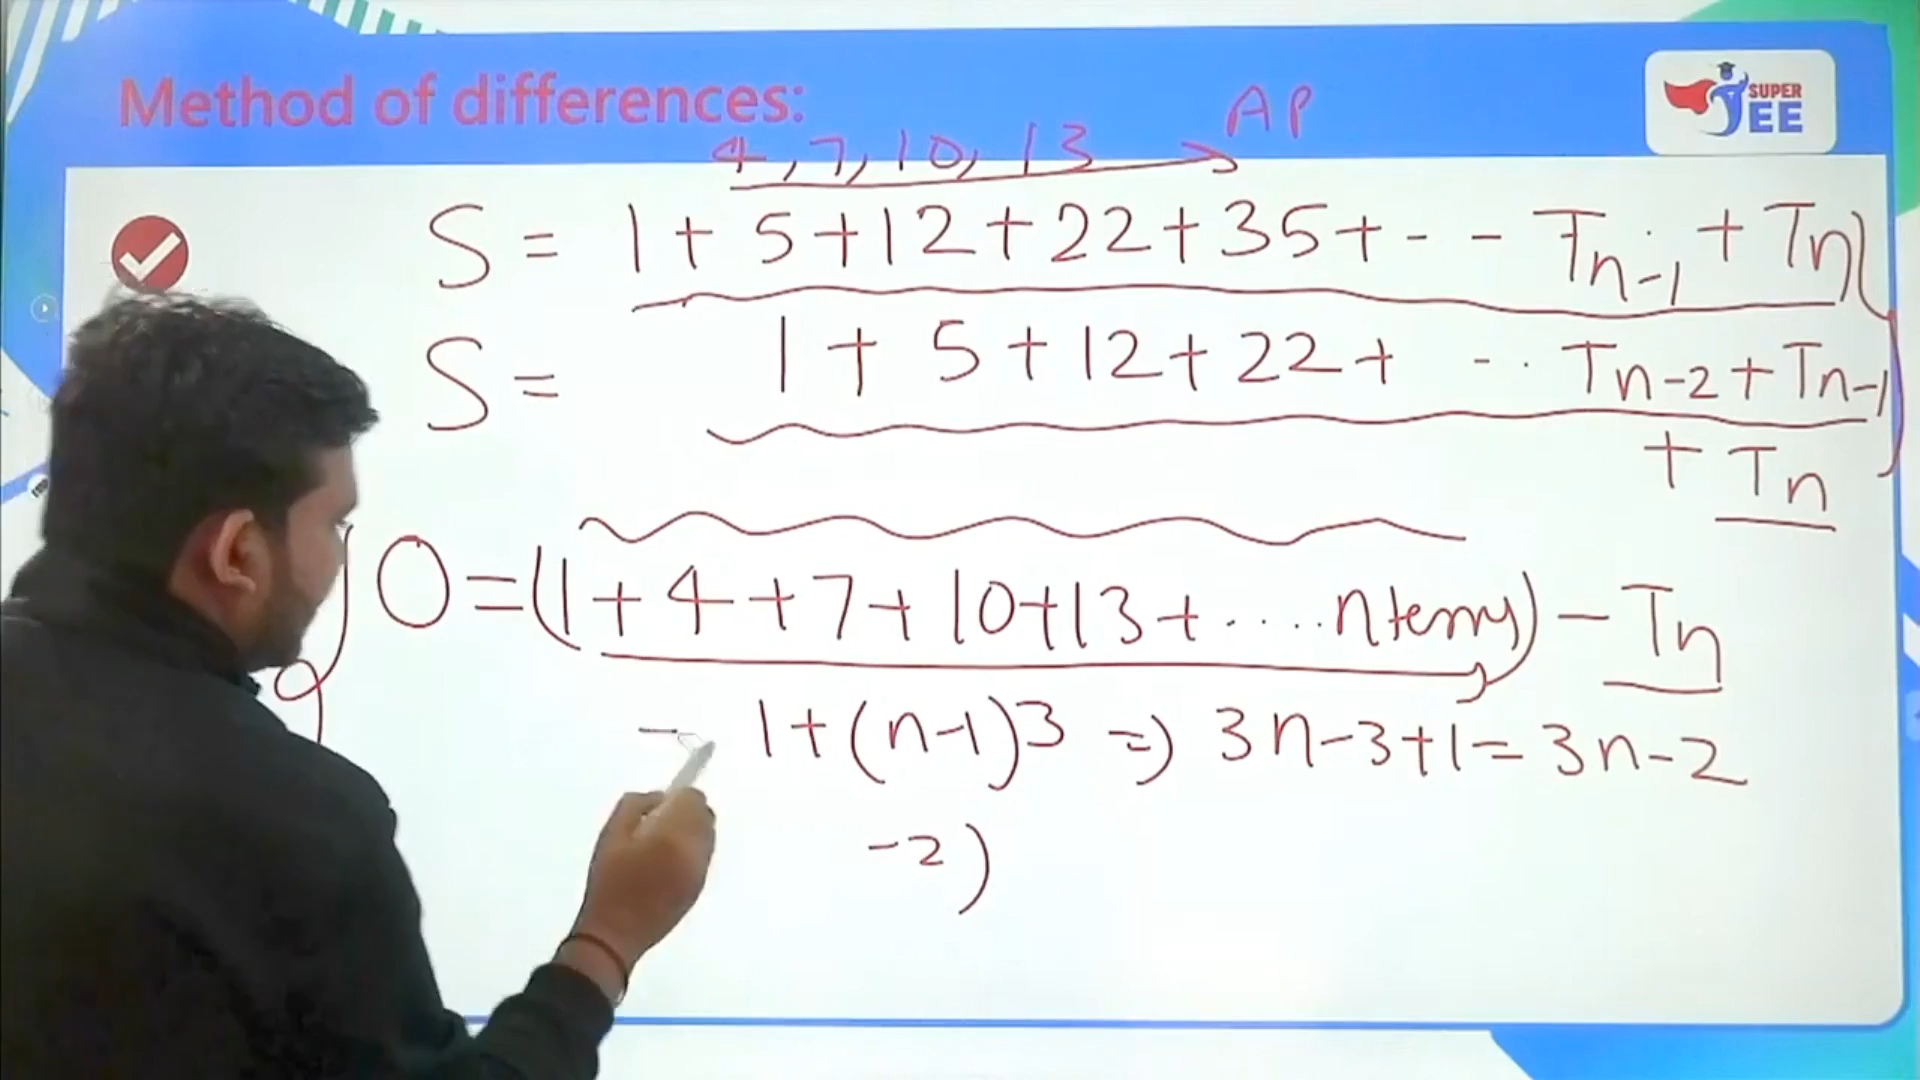 Method of differences:
SUPER
JEE
AP
4, 7, 10, 13
S = 1 + 5 + 12 + 22 + 35 + - - Tn-1 + Tn
S = 1 + 5 + 12 + 22 + - . Tn-2 + Tn-1
+ Tn
0 = (1 + 4 + 7 + 10 + 13 + ..... n terms) - Tn
- 1 + (n-1)3 => 3n-3+1 = 3n-2
-2)